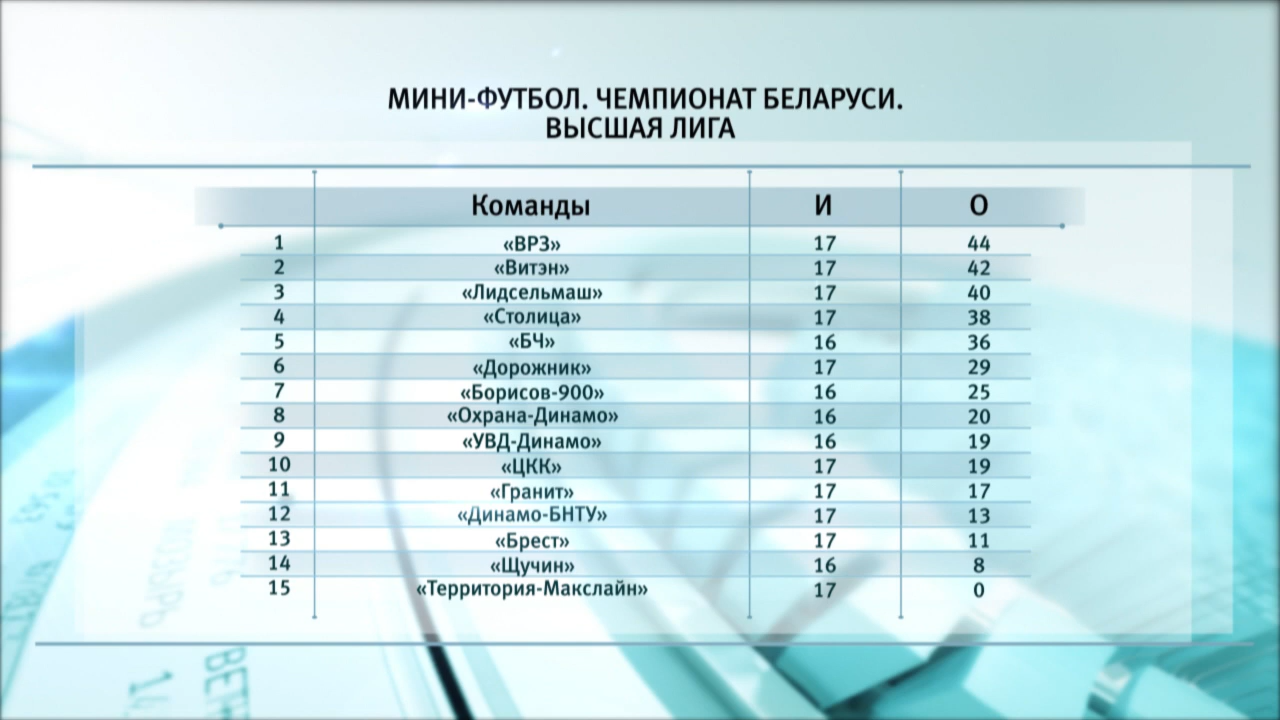 МИНИ-ФУТБОЛ. ЧЕМПИОНАТ БЕЛАРУСИ.
ВЫСШАЯ ЛИГА
Команды И О
1 «ВРЗ» 17 44
2 «Витэн» 17 42
3 «Лидсельмаш» 17 40
4 «Столица» 17 38
5 «БЧ» 16 36
6 «Дорожник» 17 29
7 «Борисов-900» 16 25
8 «Охрана-Динамо» 16 20
9 «УВД-Динамо» 16 19
10 «ЦКК» 17 19
11 «Гранит» 17 17
12 «Динамо-БНТУ» 17 13
13 «Брест» 17 11
14 «Щучин» 16 8
15 «Территория-Макслайн» 17 0